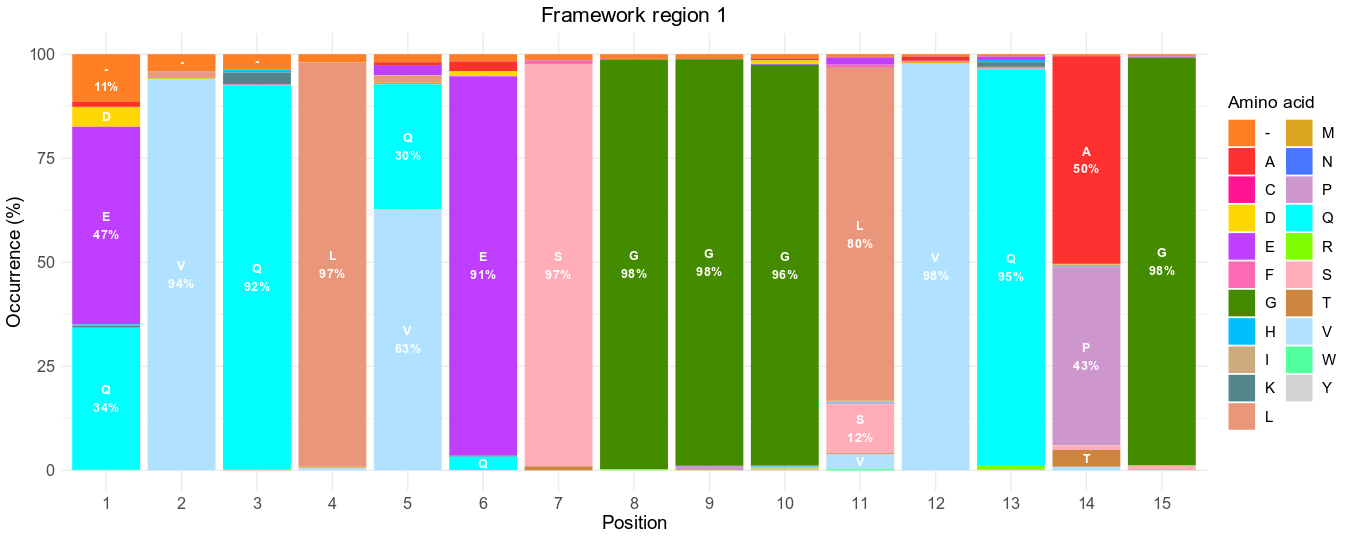 Framework region 1
Occurrence (%)
100
75
50
25
0
-
11%
D
E
47%
Q
34%
-
V
94%
-
Q
92%
L
97%
Q
30%
V
63%
E
91%
Q
S
97%
G
98%
G
98%
G
96%
L
80%
S
12%
V
V
98%
Q
95%
A
50%
P
43%
T
G
98%
1 2 3 4 5 6 7 8 9 10 11 12 13 14 15
Position
Amino acid
- M
A N
C P
D Q
E R
F S
G T
H V
I W
K Y
L